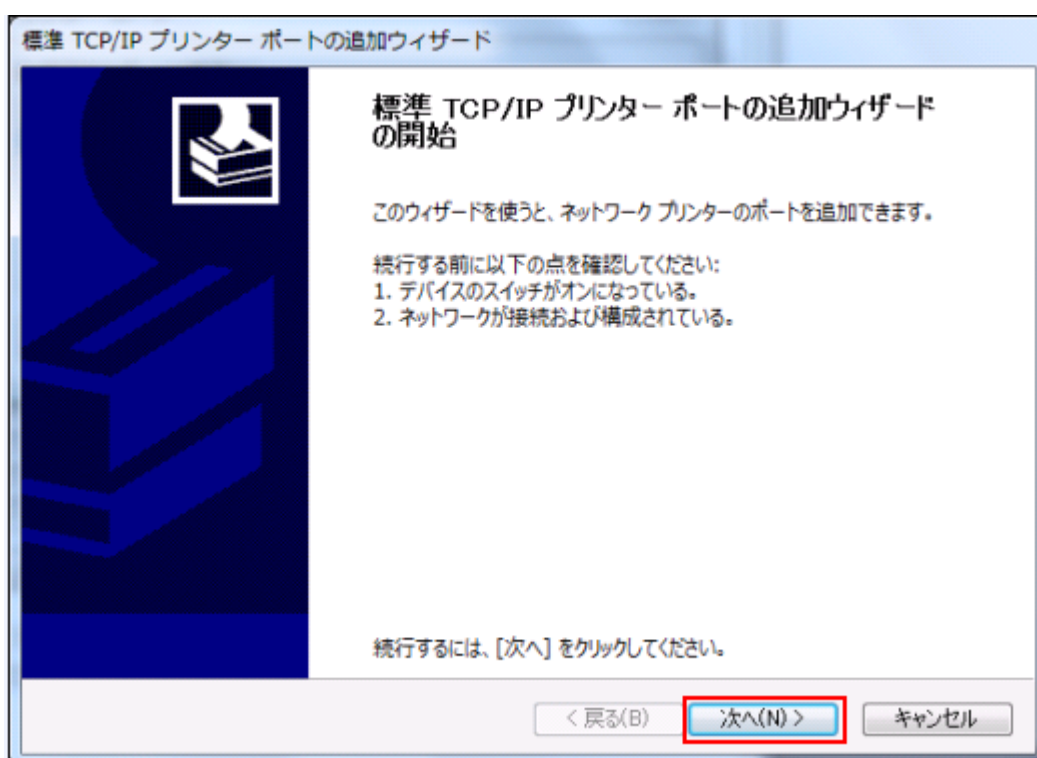 標準 TCP/IP プリンター ポートの追加ウィザード
標準 TCP/IP プリンター ポートの追加ウィザード
の開始
このウィザードを使うと、ネットワーク プリンターのポートを追加できます。
続行する前に以下の点を確認してください:
1. デバイスのスイッチがオンになっている。
2. ネットワークが接続および構成されている。
続行するには、[次へ] をクリックしてください。
< 戻る(B) 次へ(N) > キャンセル